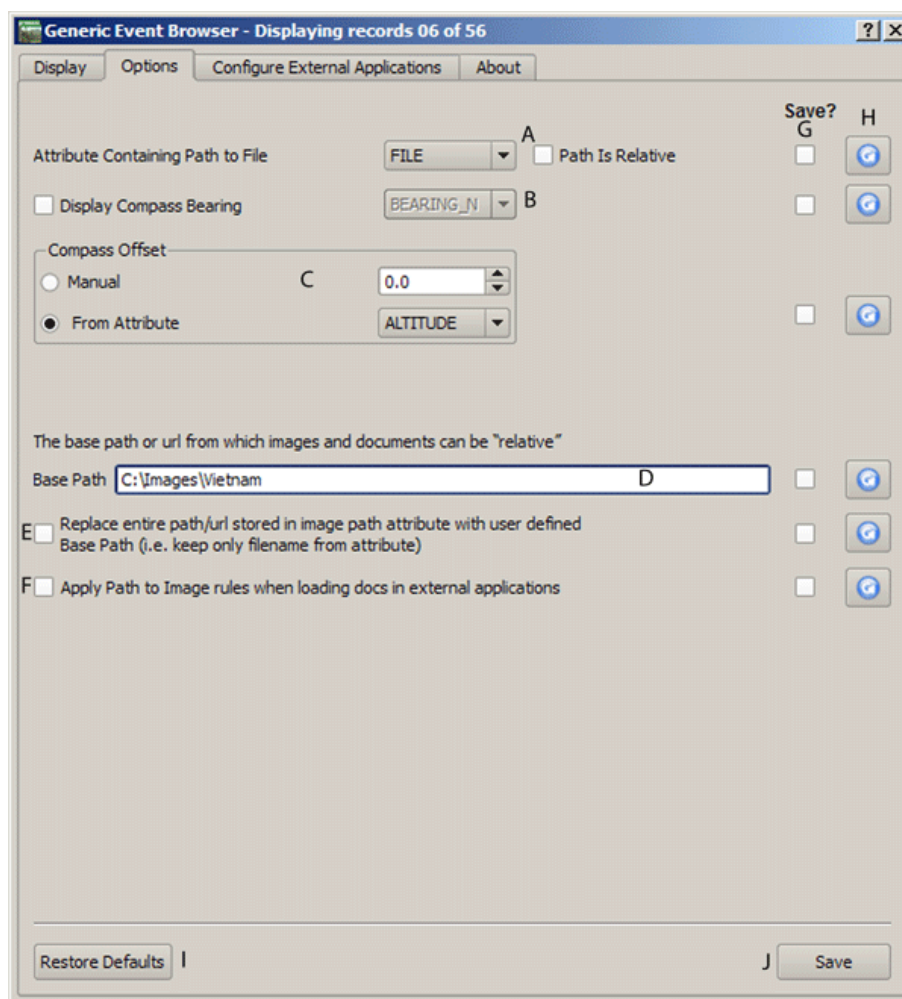 Generic Event Browser - Displaying records 06 of 56 ? X
Display Options Configure External Applications About
Save?
A G H
Attribute Containing Path to File FILE Path Is Relative
Display Compass Bearing BEARING_N B
Compass Offset
Manual C 0.0
From Attribute ALTITUDE
The base path or url from which images and documents can be “relative”
Base Path C:\Images\Vietnam D
E Replace entire path/url stored in image path attribute with user defined
Base Path (i.e. keep only filename from attribute)
F Apply Path to Image rules when loading docs in external applications
Restore Defaults I J Save